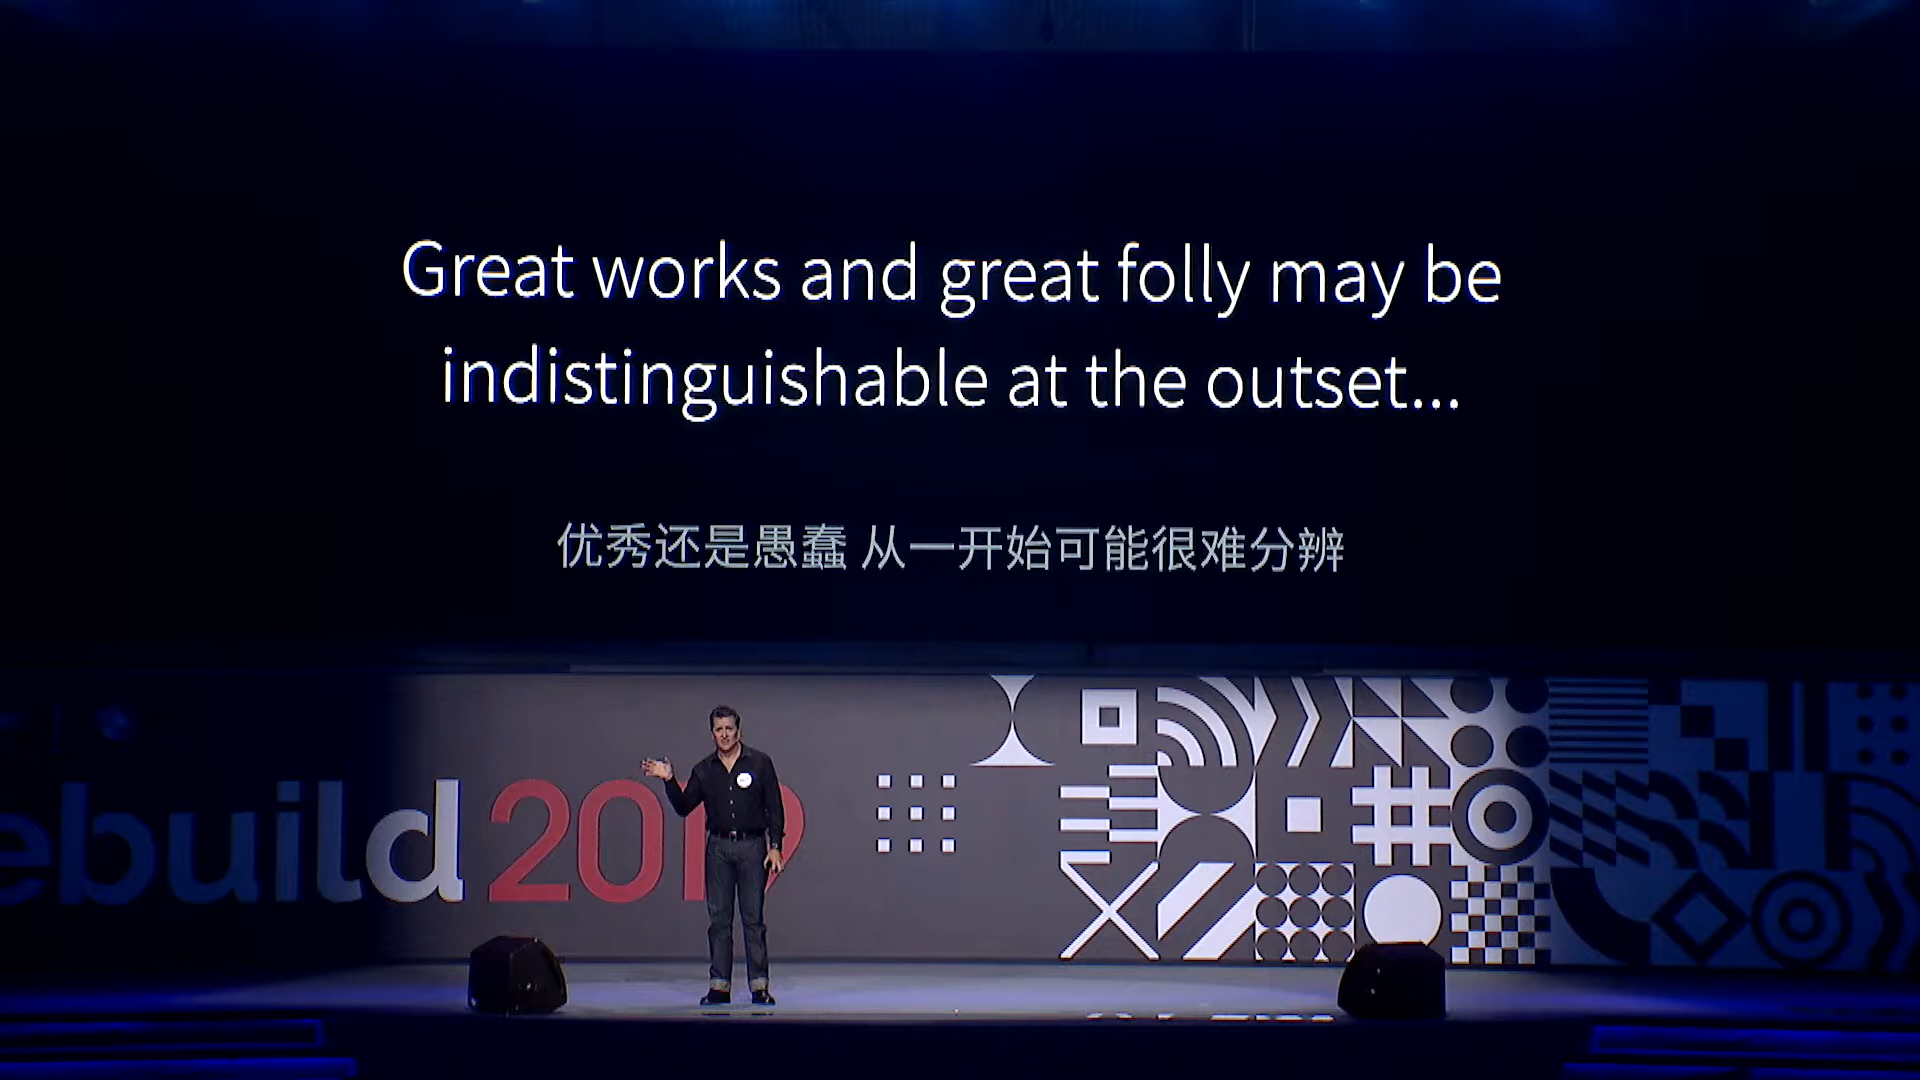 Great works and great folly may be
indistinguishable at the outset...
优秀还是愚蠢 从一开始可能很难分辨
ebuild 2019